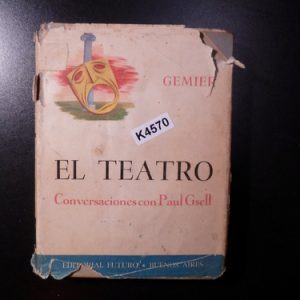 GEMIER
K4570
EL TEATRO
Conversaciones con Paul Gsell
EDITORIAL FUTURO • BUENOS AIRES